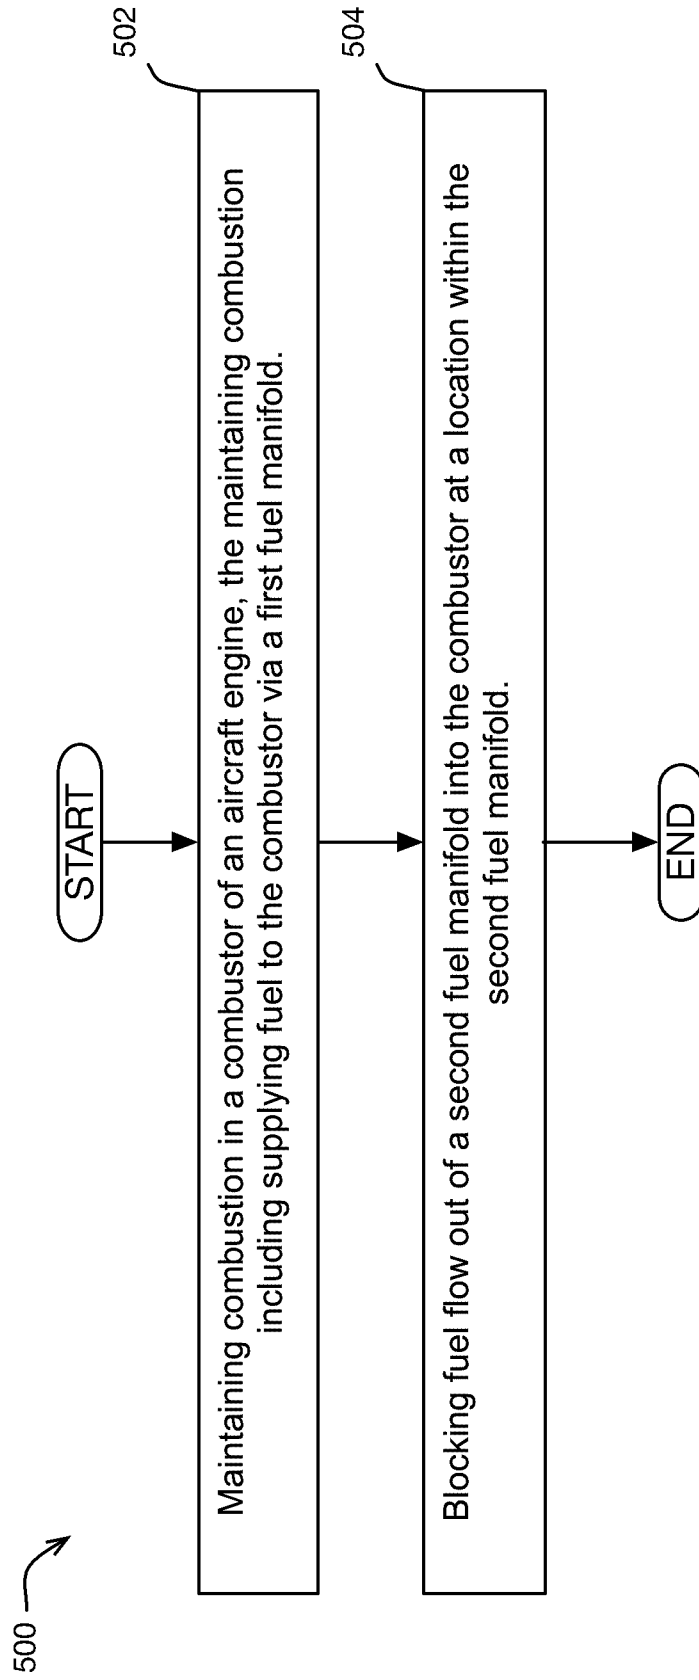 500
START
502
Maintaining combustion in a combustor of an aircraft engine, the maintaining combustion
including supplying fuel to the combustor via a first fuel manifold.
504
Blocking fuel flow out of a second fuel manifold into the combustor at a location within the
second fuel manifold.
END